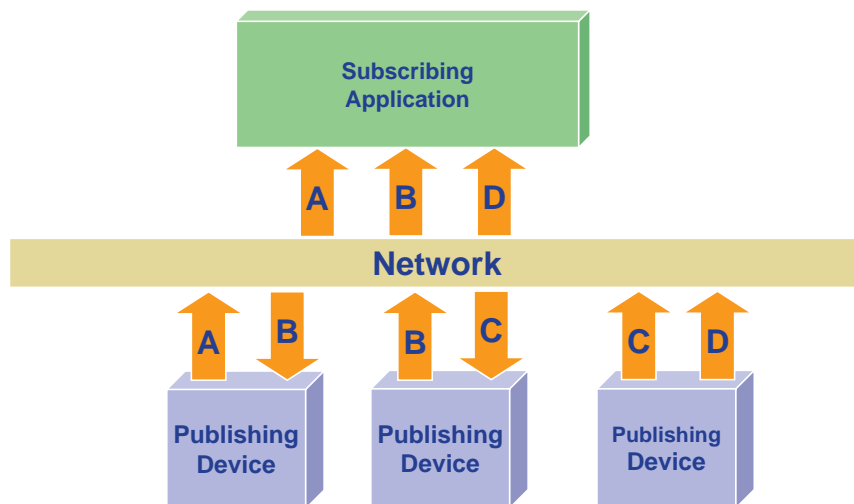 Subscribing
Application
A B D
Network
A B B C C D
Publishing
Device
Publishing
Device
Publishing
Device